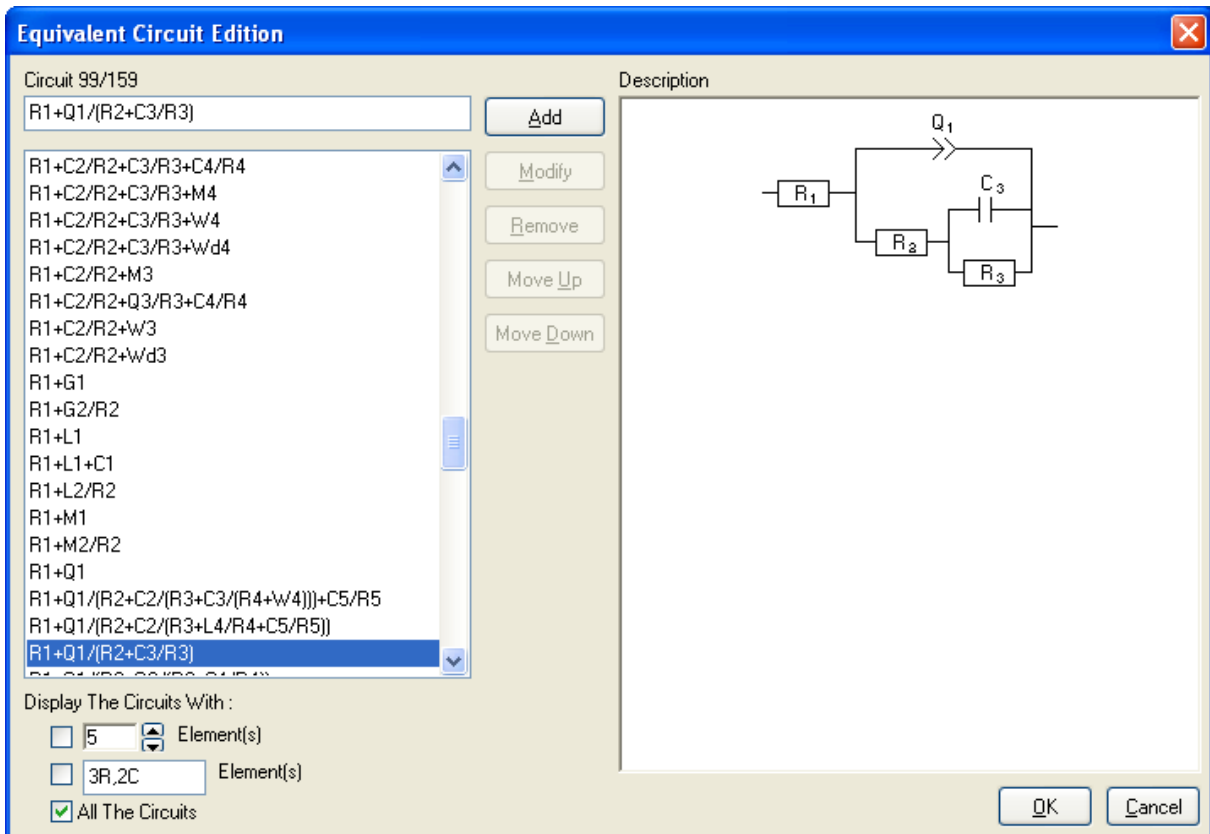 Equivalent Circuit Edition
Circuit 99/159
R1+Q1/(R2+C3/R3)
Add
R1+C2/R2+C3/R3+C4/R4
R1+C2/R2+C3/R3+M4
R1+C2/R2+C3/R3+W4
R1+C2/R2+C3/R3+Wd4
R1+C2/R2+M3
R1+C2/R2+Q3/R3+C4/R4
R1+C2/R2+W3
R1+C2/R2+Wd3
R1+G1
R1+G2/R2
R1+L1
R1+L1+C1
R1+L2/R2
R1+M1
R1+M2/R2
R1+Q1
R1+Q1/(R2+C2/(R3+C3/(R4+W4)))+C5/R5
R1+Q1/(R2+C2/(R3+L4/R4+C5/R5))
R1+Q1/(R2+C3/R3)
Modify
Remove
Move Up
Move Down
Display The Circuits With :
5 Element(s)
3R,2C Element(s)
All The Circuits
Description
Q1
R1
C3
R2
R3
OK
Cancel